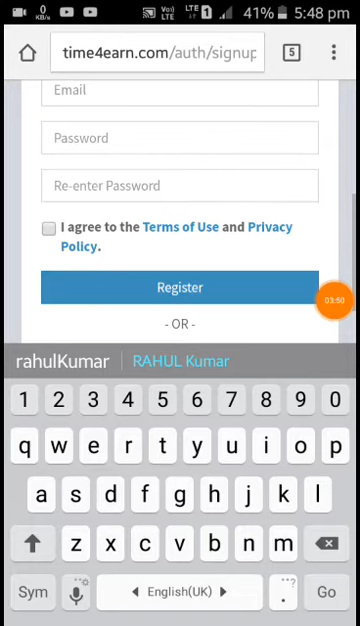 0 KB/s Vo)) LTE LTE 1 41% 5:48 pm
time4earn.com/auth/signup 5
Email
Password
Re-enter Password
I agree to the Terms of Use and Privacy
Policy.
Register
03:50
- OR -
rahulKumar RAHUL Kumar
1 2 3 4 5 6 7 8 9 0
q w e r t y u i o p
a s d f g h j k l
z x c v b n m
Sym English(UK) ,,? . Go